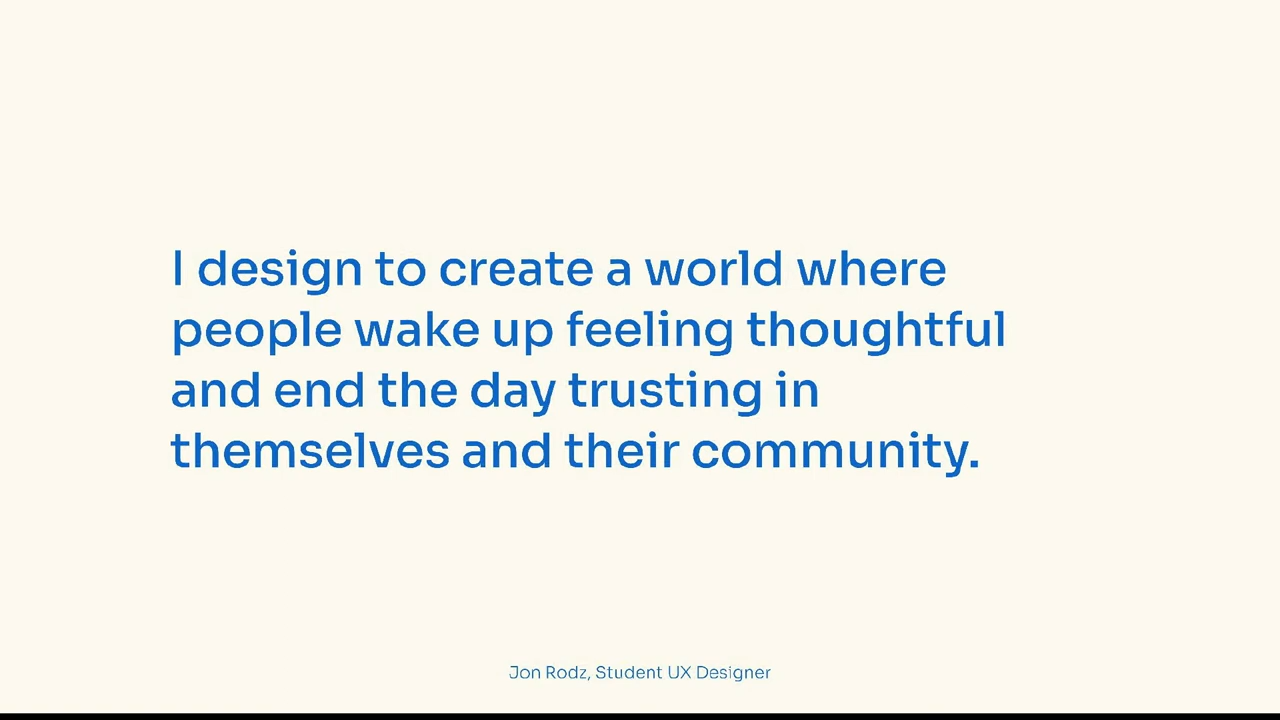 I design to create a world where
people wake up feeling thoughtful
and end the day trusting in
themselves and their community.
Jon Rodz, Student UX Designer